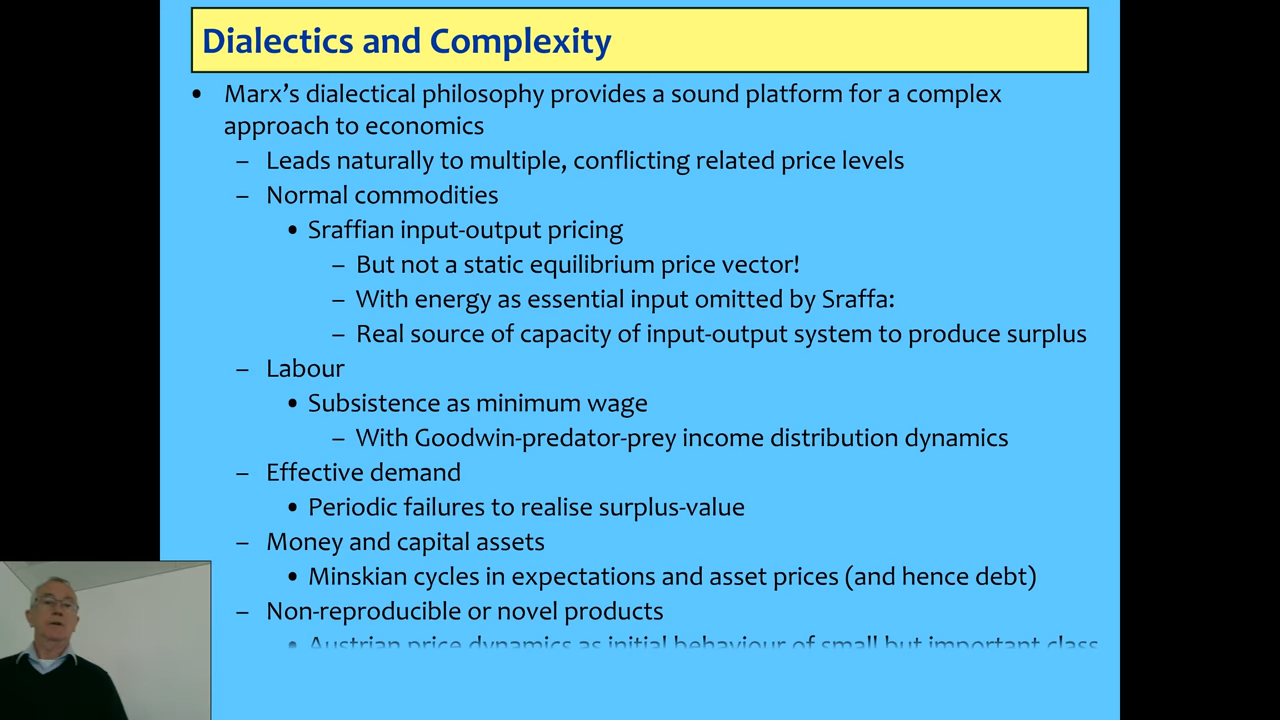 Dialectics and Complexity
• Marx’s dialectical philosophy provides a sound platform for a complex
approach to economics
– Leads naturally to multiple, conflicting related price levels
– Normal commodities
• Sraffian input-output pricing
– But not a static equilibrium price vector!
– With energy as essential input omitted by Sraffa:
– Real source of capacity of input-output system to produce surplus
– Labour
• Subsistence as minimum wage
– With Goodwin-predator-prey income distribution dynamics
– Effective demand
• Periodic failures to realise surplus-value
– Money and capital assets
• Minskian cycles in expectations and asset prices (and hence debt)
– Non-reproducible or novel products
• Austrian price dynamics as initial behaviour of small but important class